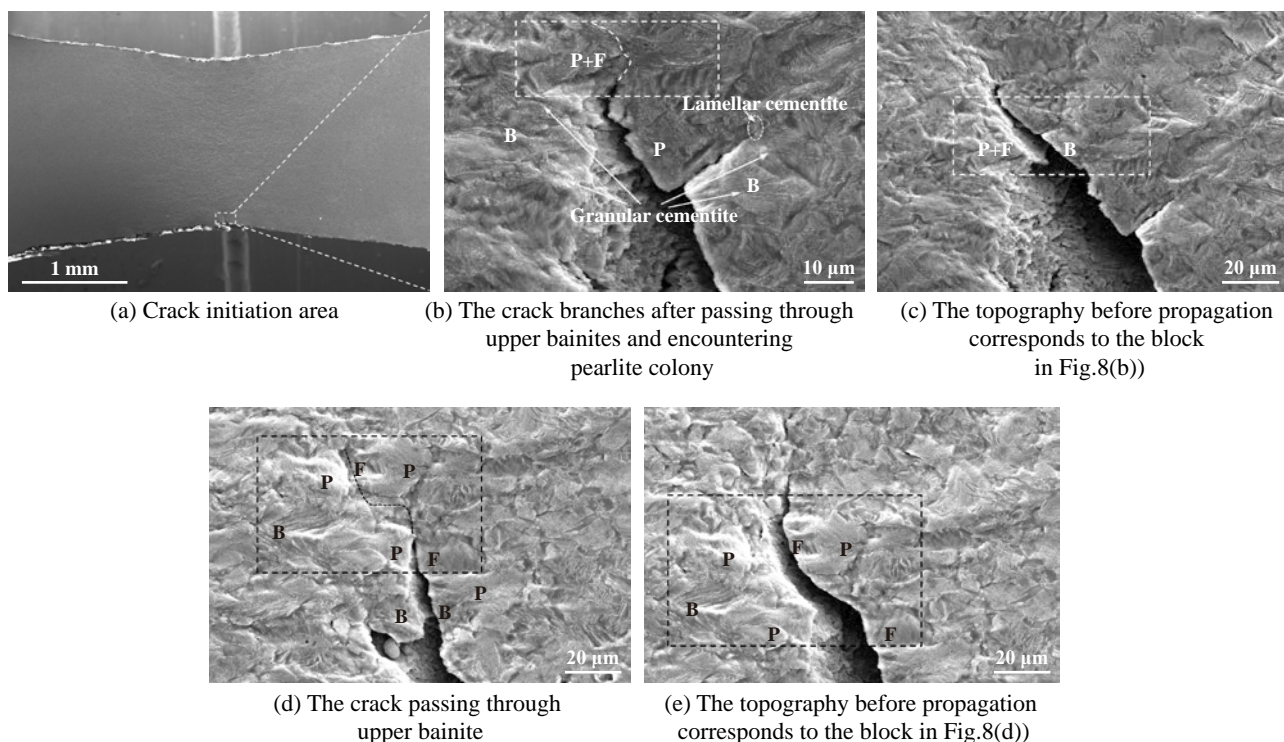 1 mm
(a) Crack initiation area
P+F
Lamellar cementite
B
P
B
Granular cementite
10 μm
(b) The crack branches after passing through
upper bainites and encountering
pearlite colony
P+F
B
20 μm
(c) The topography before propagation
corresponds to the block
in Fig.8(b))
F
P
P
B
P
F
P
B
B
20 μm
(d) The crack passing through
upper bainite
F
P
P
B
P
F
20 μm
(e) The topography before propagation
corresponds to the block in Fig.8(d))